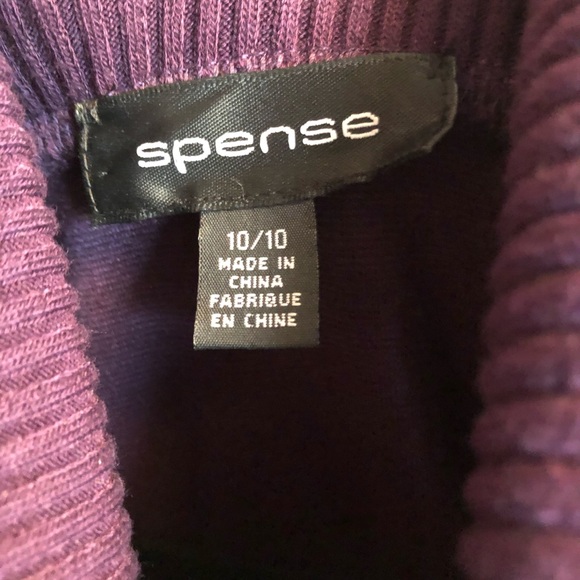 spense
10/10
MADE IN
CHINA
FABRIQUE
EN CHINE